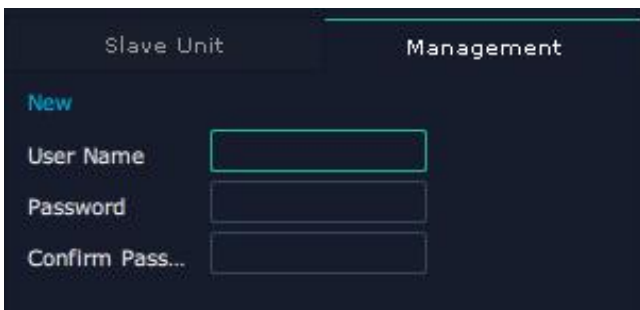 Slave Unit Management
New
User Name
Password
Confirm Pass...